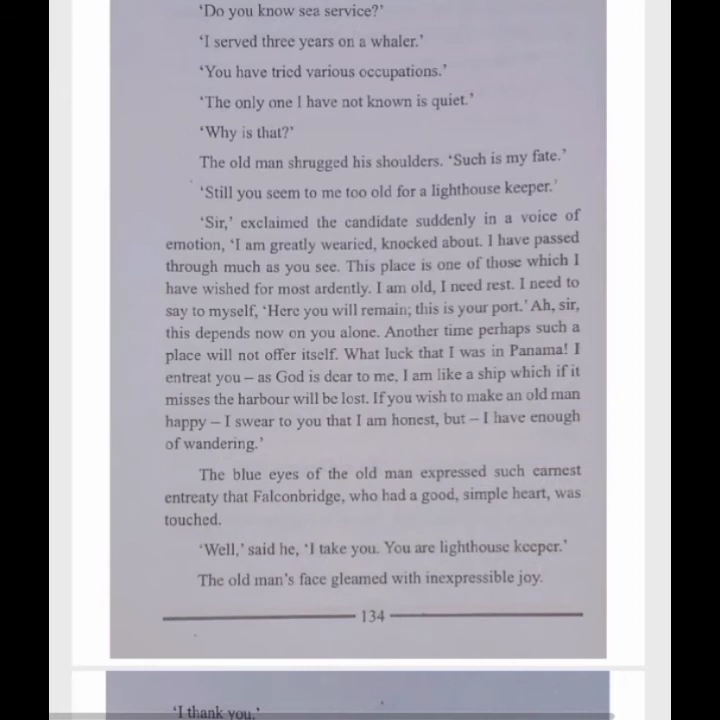 ‘Do you know sea service?’
‘I served three years on a whaler.’
‘You have tried various occupations.’
‘The only one I have not known is quiet.’
‘Why is that?’
The old man shrugged his shoulders. ‘Such is my fate.’
‘Still you seem to me too old for a lighthouse keeper.’
‘Sir,’ exclaimed the candidate suddenly in a voice of
emotion, ‘I am greatly wearied, knocked about. I have passed
through much as you see. This place is one of those which I
have wished for most ardently. I am old, I need rest. I need to
say to myself, ‘Here you will remain; this is your port.’ Ah, sir,
this depends now on you alone. Another time perhaps such a
place will not offer itself. What luck that I was in Panama! I
entreat you – as God is dear to me, I am like a ship which if it
misses the harbour will be lost. If you wish to make an old man
happy – I swear to you that I am honest, but – I have enough
of wandering.’
The blue eyes of the old man expressed such earnest
entreaty that Falconbridge, who had a good, simple heart, was
touched.
‘Well,’ said he, ‘I take you. You are lighthouse keeper.’
The old man’s face gleamed with inexpressible joy.
134
‘I thank you.’